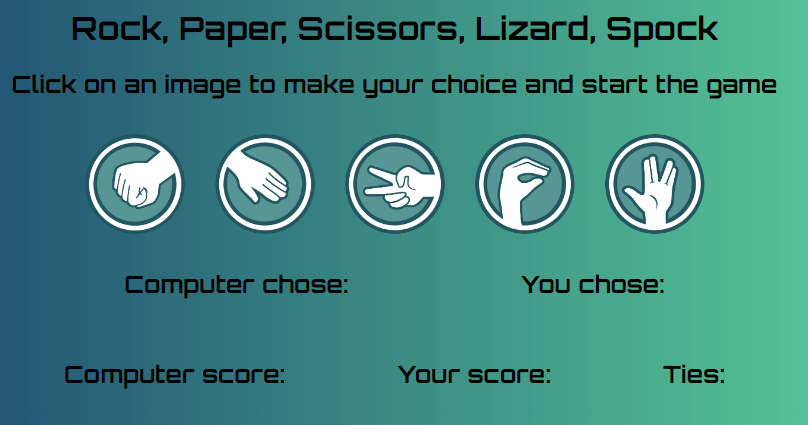 Rock, Paper, Scissors, Lizard, Spock
Click on an image to make your choice and start the game
Computer chose: You chose:
Computer score: Your score: Ties: